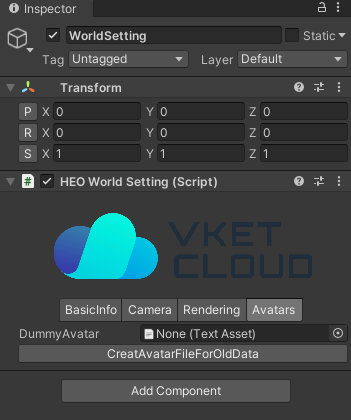 Inspector
WorldSetting
Static
Tag Untagged Layer Default
Transform
P X 0 Y 0 Z 0
R X 0 Y 0 Z 0
S X 1 Y 1 Z 1
# HEO World Setting (Script)
VKET
CLOUD
BasicInfo Camera Rendering Avatars
DummyAvatar None (Text Asset)
CreatAvatarFileForOldData
Add Component